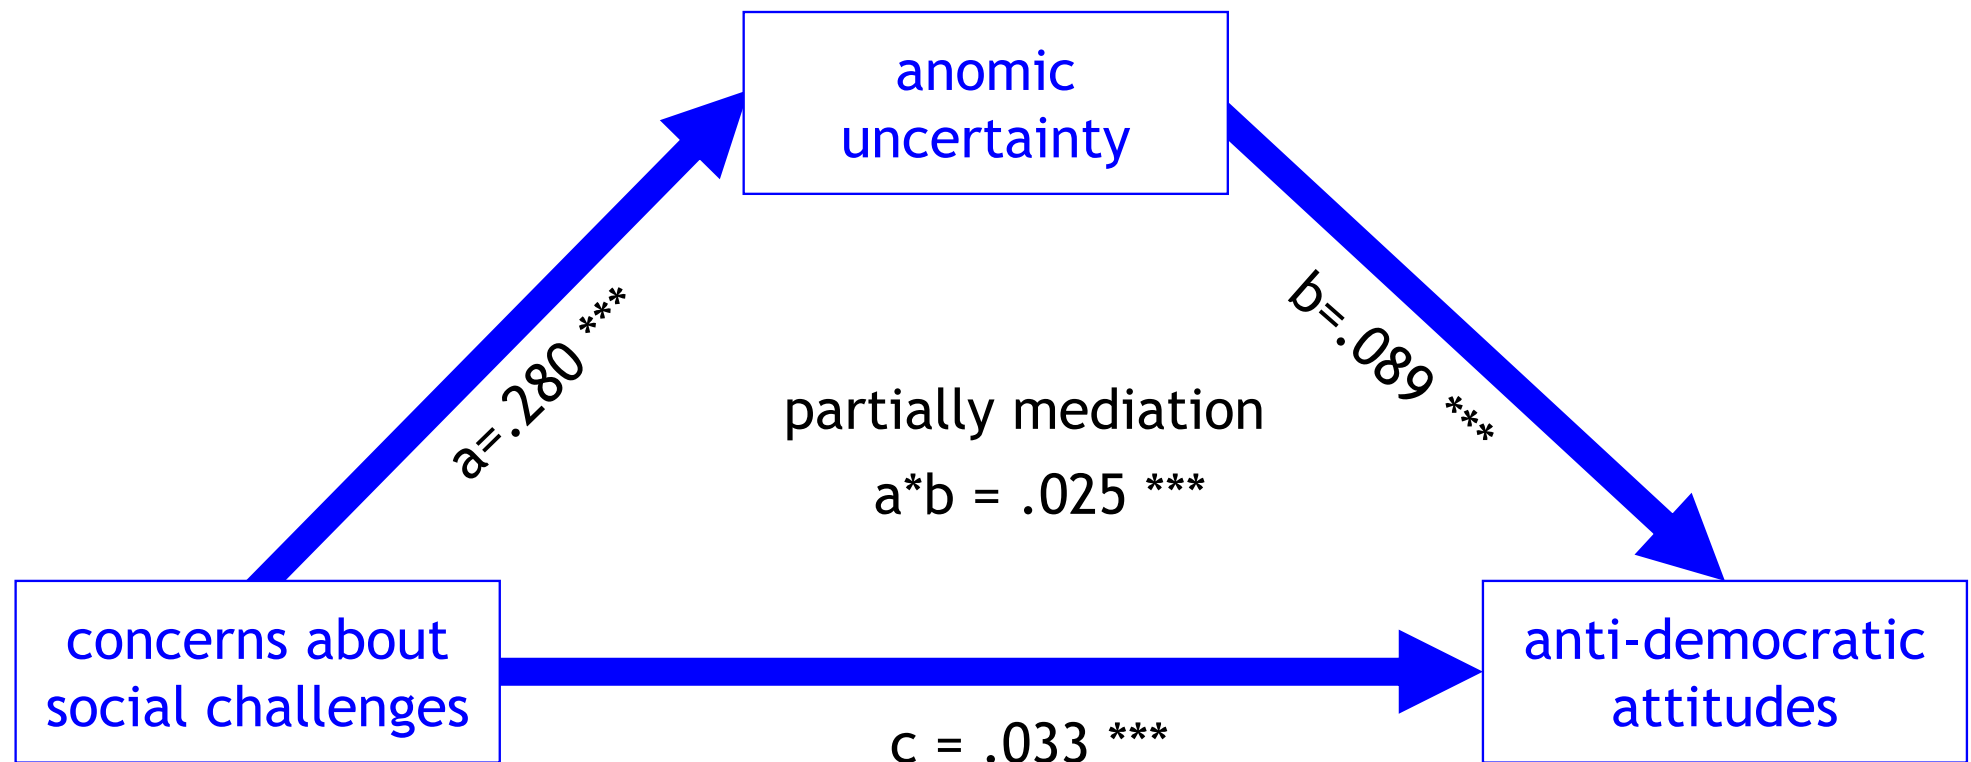 anomic
uncertainty
a=.280 ***
b=.089 ***
partially mediation
a*b = .025 ***
concerns about
social challenges
anti-democratic
attitudes
c = .033 ***